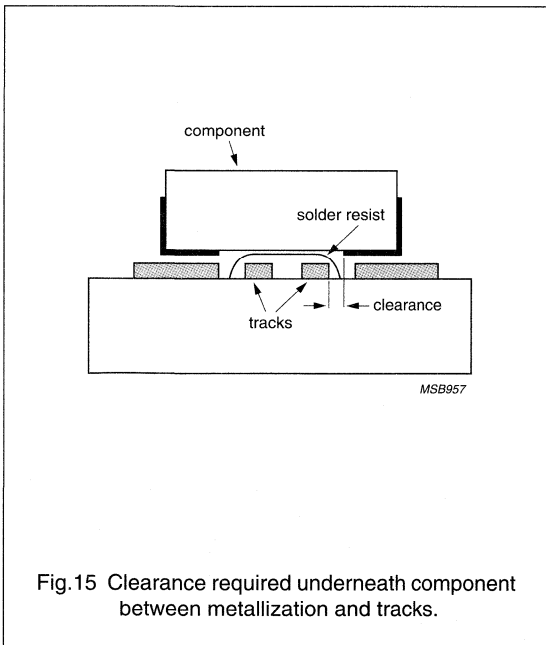 component
solder resist
clearance
tracks
MSB957
Fig.15 Clearance required underneath component
between metallization and tracks.